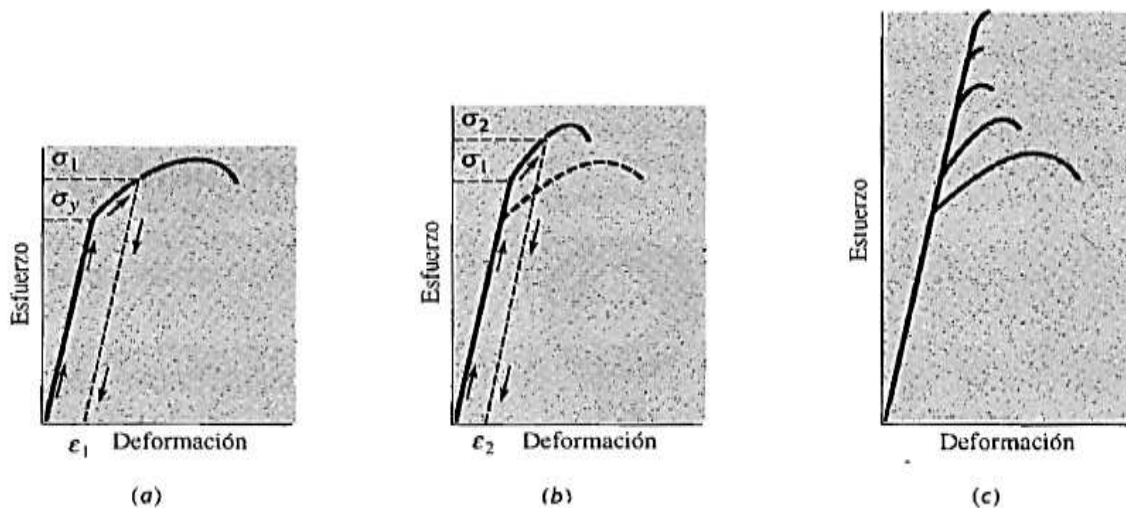 σ₁
σy
Esfuerzo
ε₁ Deformación
(a)
σ₂
σ₁
Esfuerzo
ε₂ Deformación
(b)
Esfuerzo
Deformación
(c)